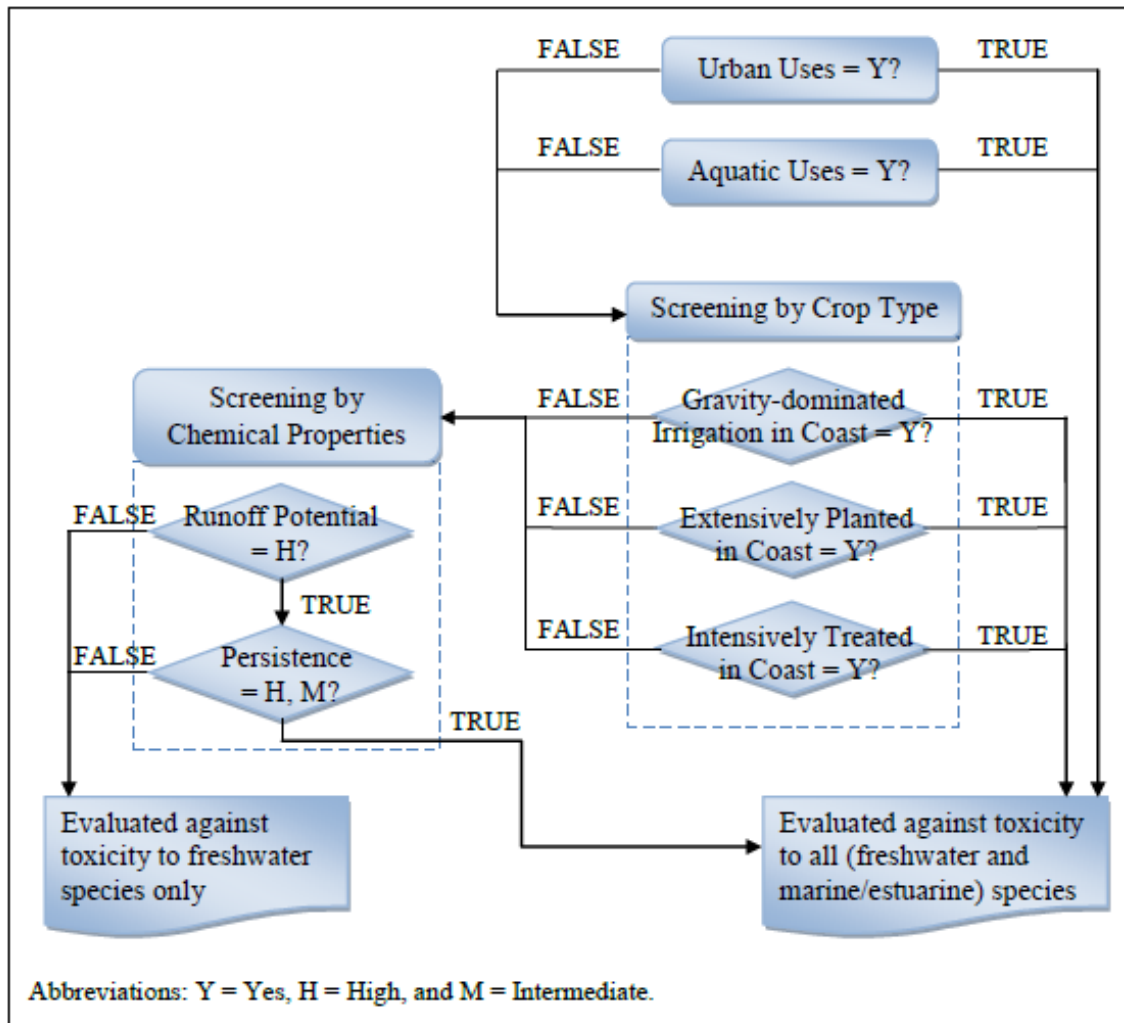 FALSE
Urban Uses = Y?
TRUE
FALSE
Aquatic Uses = Y?
TRUE
Screening by Crop Type
Screening by
Chemical Properties
FALSE
Gravity-dominated
Irrigation in Coast = Y?
TRUE
FALSE
Runoff Potential
= H?
TRUE
FALSE
Extensively Planted
in Coast = Y?
TRUE
FALSE
Persistence
= H, M?
TRUE
FALSE
Intensively Treated
in Coast = Y?
TRUE
Evaluated against
toxicity to freshwater
species only
Evaluated against toxicity
to all (freshwater and
marine/estuarine) species
Abbreviations: Y = Yes, H = High, and M = Intermediate.